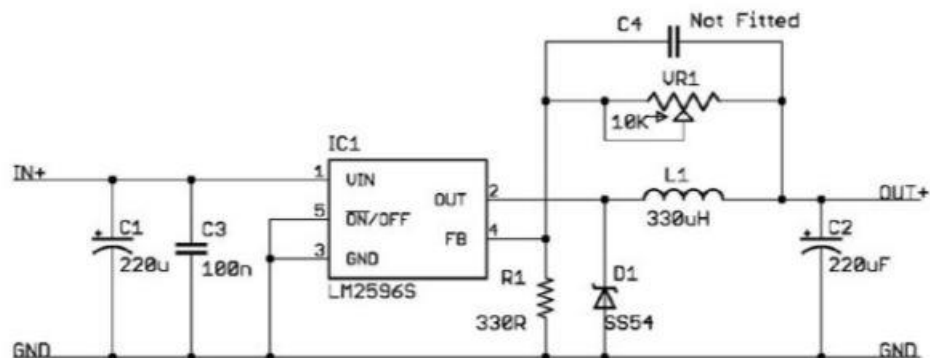 C4 Not Fitted
VR1
10K
IC1
IN+
1 VIN
L1
OUT 2
OUT+
330uH
5 ON/OFF
C1
C3
FB 4
C2
220u
100n
3 GND
R1
D1
220uF
LM2596S
330R
SS54
GND
GND